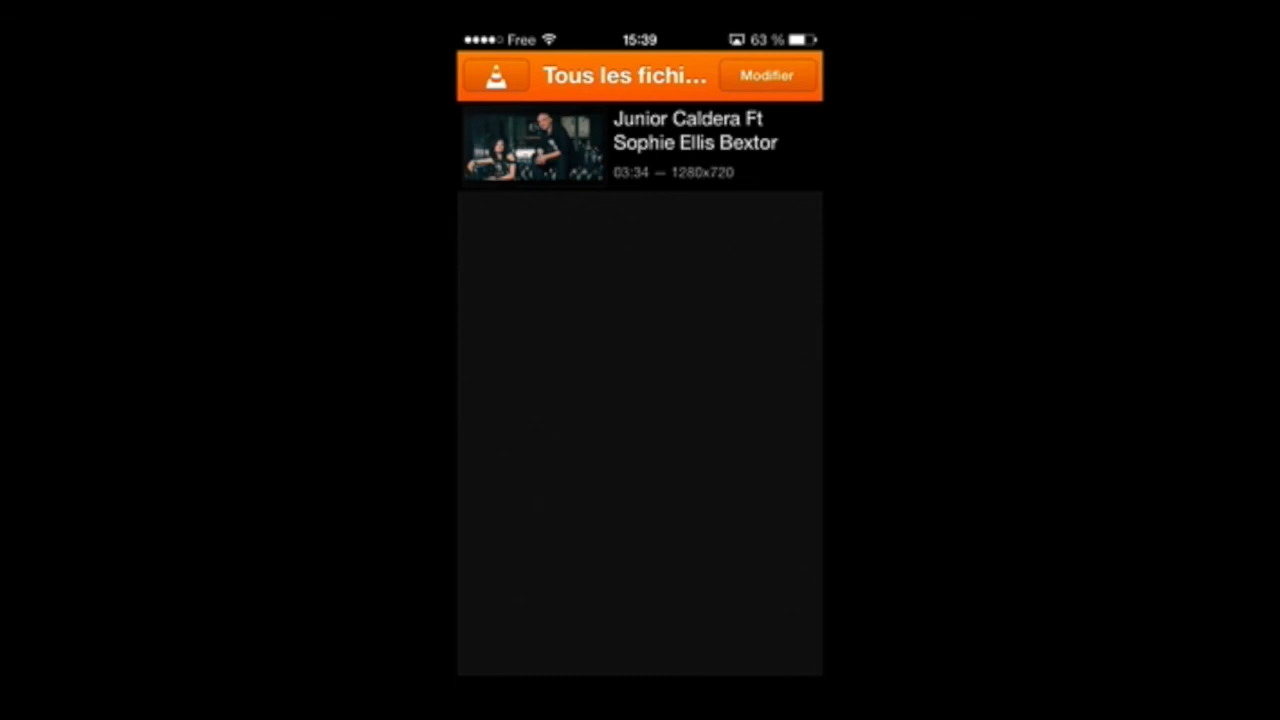 Free 15:39 63 %
Tous les fichi... Modifier
Junior Caldera Ft
Sophie Ellis Bextor
03:34 — 1280x720